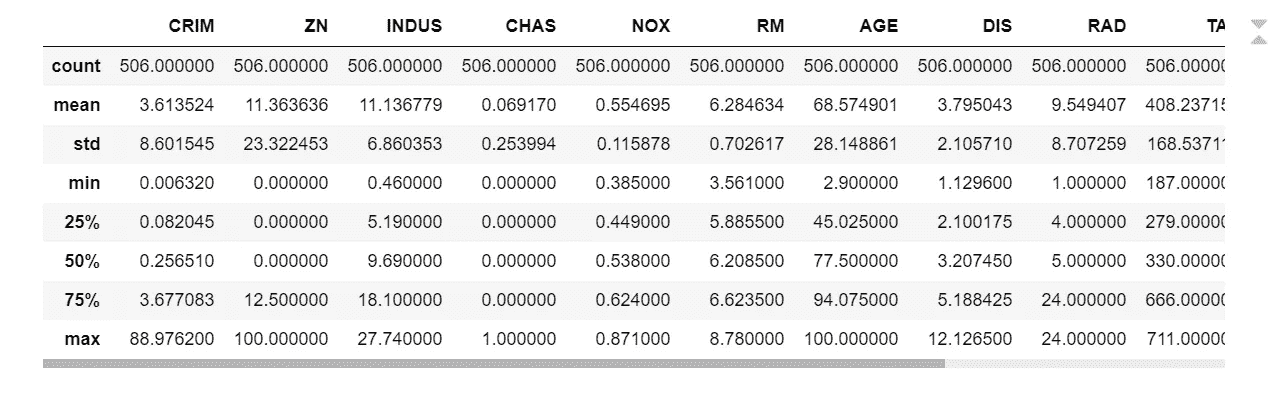 CRIM ZN INDUS CHAS NOX RM AGE DIS RAD TA
count 506.000000 506.000000 506.000000 506.000000 506.000000 506.000000 506.000000 506.000000 506.000000 506.00000
mean 3.613524 11.363636 11.136779 0.069170 0.554695 6.284634 68.574901 3.795043 9.549407 408.23715
std 8.601545 23.322453 6.860353 0.253994 0.115878 0.702617 28.148861 2.105710 8.707259 168.53711
min 0.006320 0.000000 0.460000 0.000000 0.385000 3.561000 2.900000 1.129600 1.000000 187.00000
25% 0.082045 0.000000 5.190000 0.000000 0.449000 5.885500 45.025000 2.100175 4.000000 279.00000
50% 0.256510 0.000000 9.690000 0.000000 0.538000 6.208500 77.500000 3.207450 5.000000 330.00000
75% 3.677083 12.500000 18.100000 0.000000 0.624000 6.623500 94.075000 5.188425 24.000000 666.00000
max 88.976200 100.000000 27.740000 1.000000 0.871000 8.780000 100.000000 12.126500 24.000000 711.00000